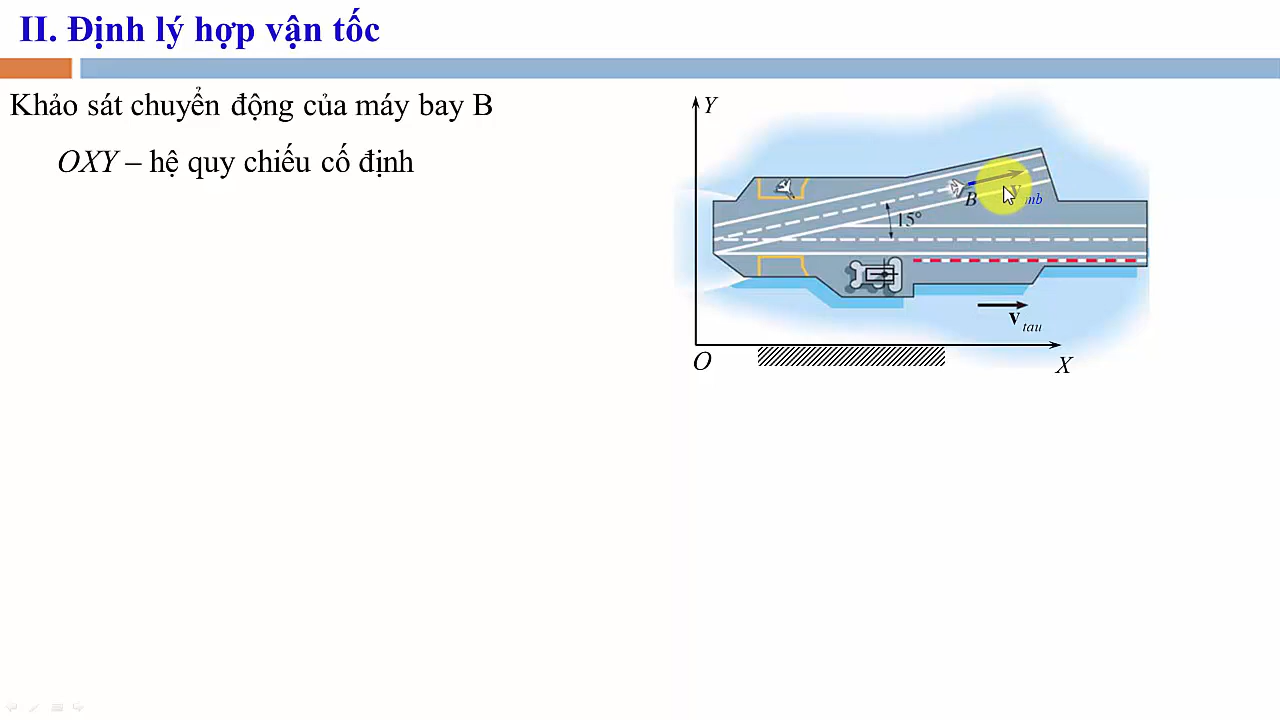 II. Định lý hợp vận tốc
Khảo sát chuyển động của máy bay B
OXY – hệ quy chiếu cố định
Y
B
v mb
15°
v tau
O
X